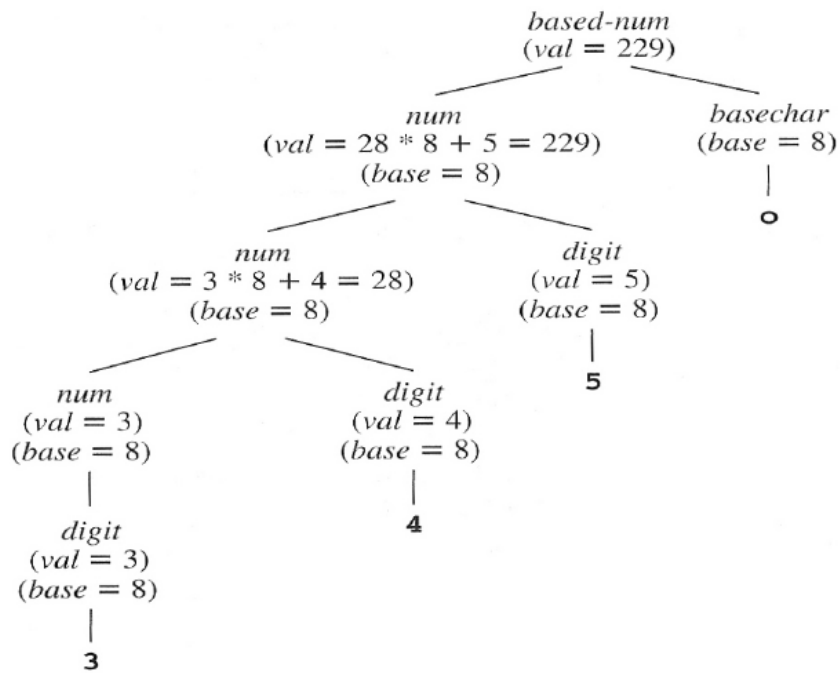 based-num
(val = 229)
num
(val = 28 * 8 + 5 = 229)
(base = 8)
basechar
(base = 8)
o
num
(val = 3 * 8 + 4 = 28)
(base = 8)
digit
(val = 5)
(base = 8)
5
num
(val = 3)
(base = 8)
digit
(val = 4)
(base = 8)
4
digit
(val = 3)
(base = 8)
3